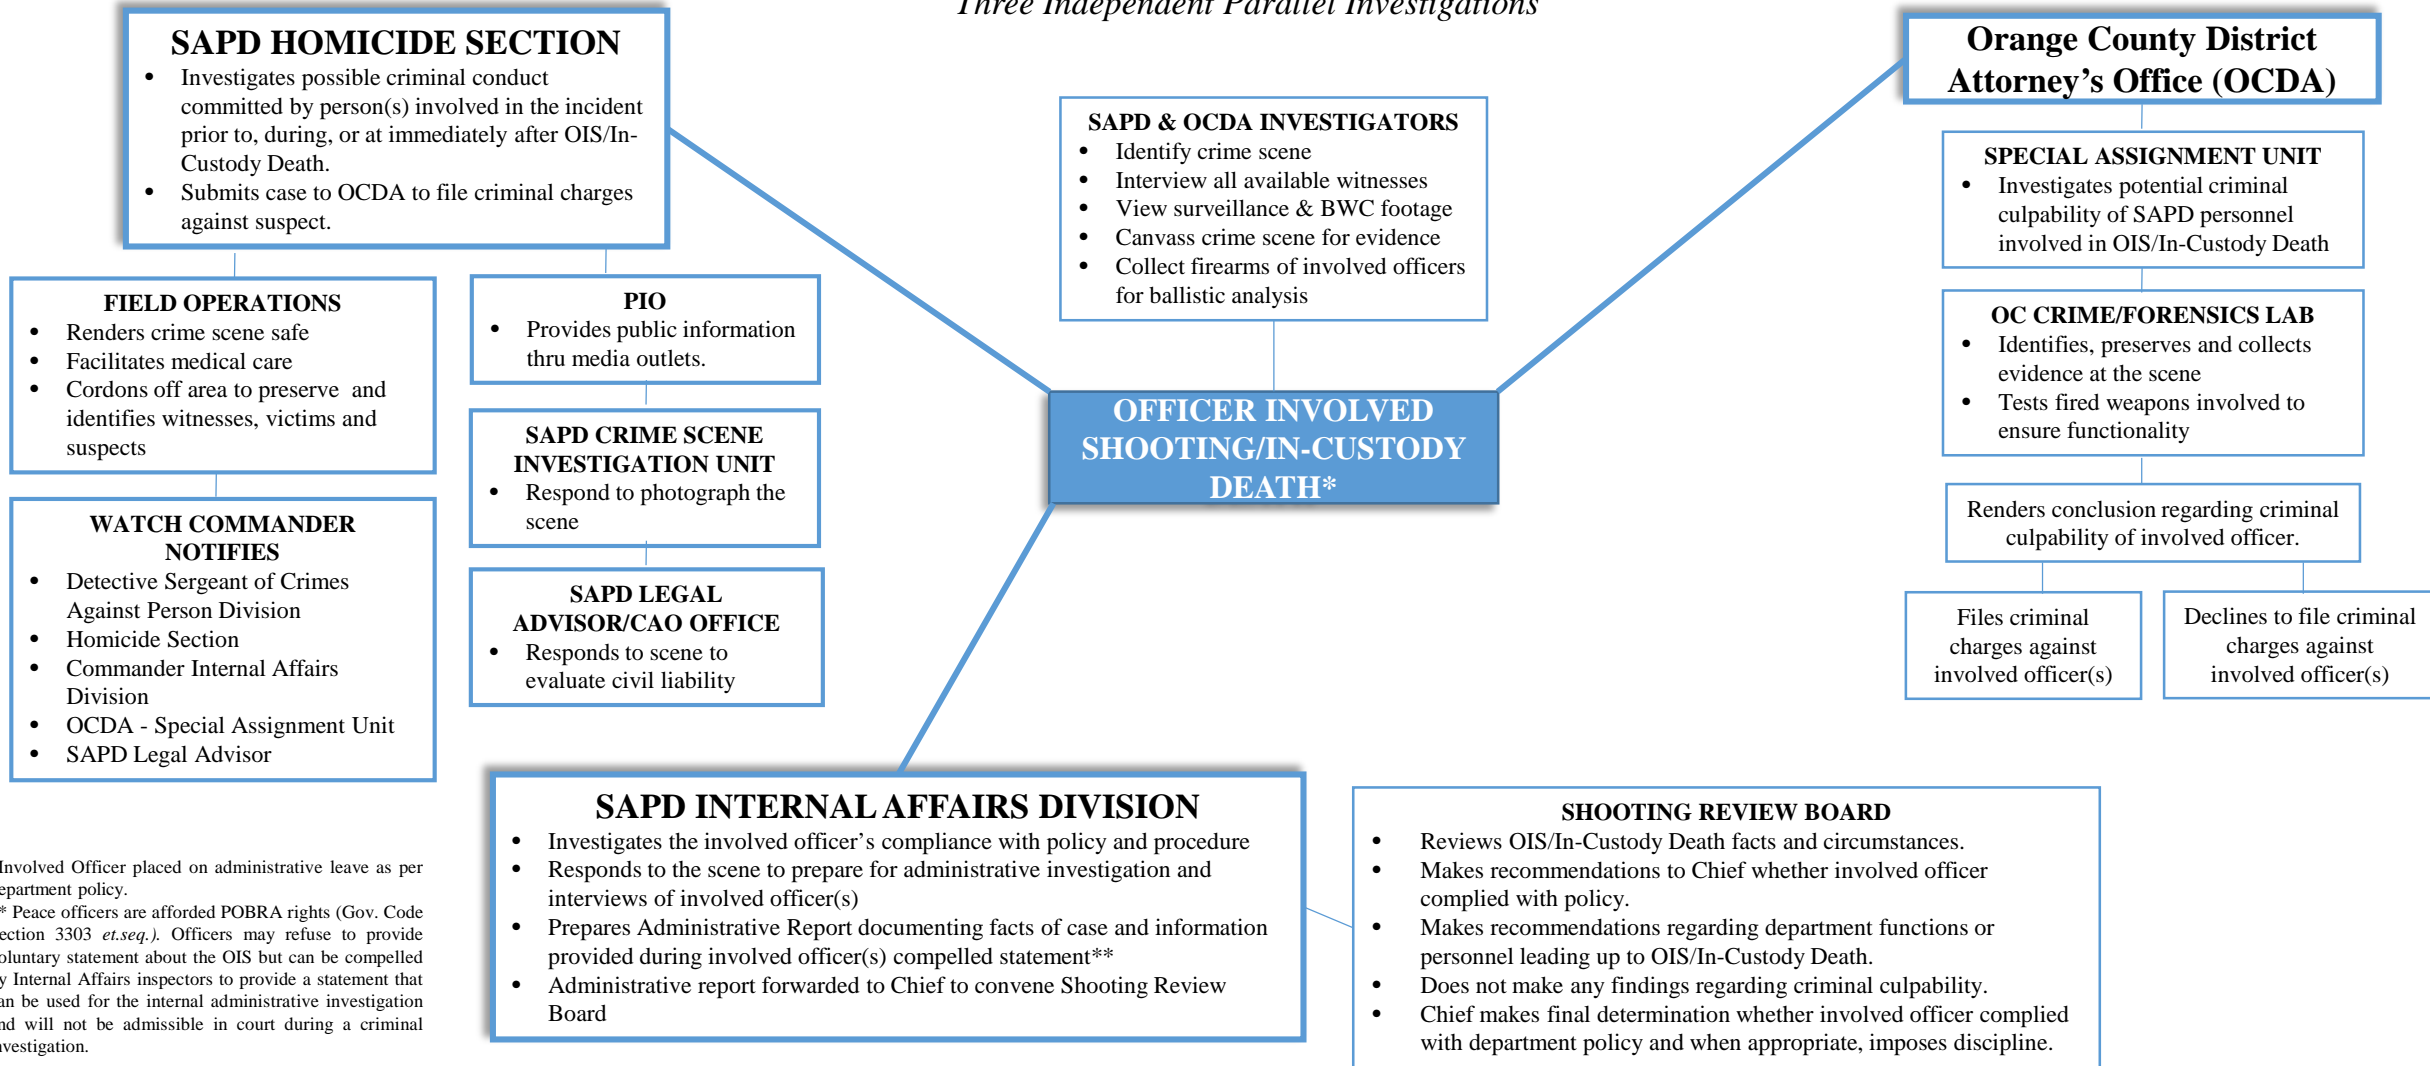 Three Independent Parallel Investigations
SAPD HOMICIDE SECTION
• Investigates possible criminal conduct
committed by person(s) involved in the incident
prior to, during, or at immediately after OIS/In-
Custody Death.
• Submits case to OCDA to file criminal charges
against suspect.
FIELD OPERATIONS
• Renders crime scene safe
• Facilitates medical care
• Cordons off area to preserve and
identifies witnesses, victims and
suspects
WATCH COMMANDER
NOTIFIES
• Detective Sergeant of Crimes
Against Person Division
• Homicide Section
• Commander Internal Affairs
Division
• OCDA - Special Assignment Unit
• SAPD Legal Advisor
PIO
• Provides public information
thru media outlets.
SAPD CRIME SCENE
INVESTIGATION UNIT
• Respond to photograph the
scene
SAPD LEGAL
ADVISOR/CAO OFFICE
• Responds to scene to
evaluate civil liability
SAPD & OCDA INVESTIGATORS
• Identify crime scene
• Interview all available witnesses
• View surveillance & BWC footage
• Canvass crime scene for evidence
• Collect firearms of involved officers
for ballistic analysis
OFFICER INVOLVED
SHOOTING/IN-CUSTODY
DEATH*
Orange County District
Attorney’s Office (OCDA)
SPECIAL ASSIGNMENT UNIT
• Investigates potential criminal
culpability of SAPD personnel
involved in OIS/In-Custody Death
OC CRIME/FORENSICS LAB
• Identifies, preserves and collects
evidence at the scene
• Tests fired weapons involved to
ensure functionality
Renders conclusion regarding criminal
culpability of involved officer.
Files criminal
charges against
involved officer(s)
Declines to file criminal
charges against
involved officer(s)
SAPD INTERNAL AFFAIRS DIVISION
• Investigates the involved officer’s compliance with policy and procedure
• Responds to the scene to prepare for administrative investigation and
interviews of involved officer(s)
• Prepares Administrative Report documenting facts of case and information
provided during involved officer(s) compelled statement**
• Administrative report forwarded to Chief to convene Shooting Review
Board
SHOOTING REVIEW BOARD
• Reviews OIS/In-Custody Death facts and circumstances.
• Makes recommendations to Chief whether involved officer
complied with policy.
• Makes recommendations regarding department functions or
personnel leading up to OIS/In-Custody Death.
• Does not make any findings regarding criminal culpability.
• Chief makes final determination whether involved officer complied
with department policy and when appropriate, imposes discipline.
Involved Officer placed on administrative leave as per
epartment policy.
* Peace officers are afforded POBRA rights (Gov. Code
ection 3303 et.seq.). Officers may refuse to provide
oluntary statement about the OIS but can be compelled
y Internal Affairs inspectors to provide a statement that
an be used for the internal administrative investigation
nd will not be admissible in court during a criminal
nvestigation.